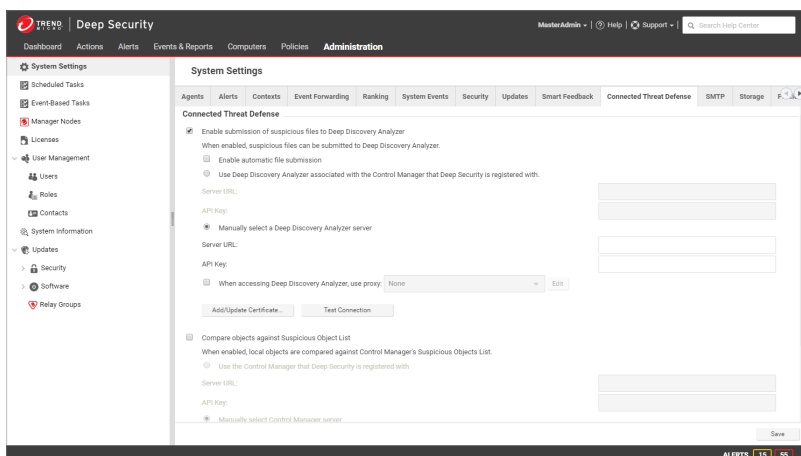 TREND MICRO | Deep Security
MasterAdmin | Help | Support | Search Help Center
Dashboard Actions Alerts Events & Reports Computers Policies Administration
System Settings
Scheduled Tasks
Event-Based Tasks
Manager Nodes
Licenses
User Management
Users
Roles
Contacts
System Information
Updates
Security
Software
Relay Groups
System Settings
Agents Alerts Contexts Event Forwarding Ranking System Events Security Updates Smart Feedback Connected Threat Defense SMTP Storage
Connected Threat Defense
Enable submission of suspicious files to Deep Discovery Analyzer
When enabled, suspicious files can be submitted to Deep Discovery Analyzer.
Enable automatic file submission
Use Deep Discovery Analyzer associated with the Control Manager that Deep Security is registered with.
Server URL:
API Key:
Manually select a Deep Discovery Analyzer server
Server URL:
API Key:
When accessing Deep Discovery Analyzer, use proxy: None Edit
Add/Update Certificate... Test Connection
Compare objects against Suspicious Object List
When enabled, local objects are compared against Control Manager's Suspicious Objects List.
Use the Control Manager that Deep Security is registered with
Server URL:
API Key:
Manually select Control Manager server
Save
ALERTS 15 55